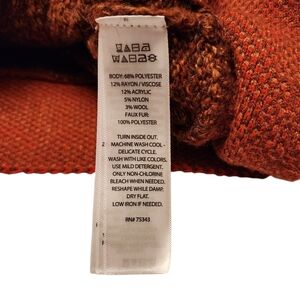 BODY: 68% POLYESTER
12% RAYON / VISCOSE
12% ACRYLIC
5% NYLON
3% WOOL
FAUX FUR:
100% POLYESTER
TURN INSIDE OUT.
MACHINE WASH COOL -
DELICATE CYCLE.
WASH WITH LIKE COLORS.
USE MILD DETERGENT.
ONLY NON-CHLORINE
BLEACH WHEN NEEDED.
RESHAPE WHILE DAMP.
DRY FLAT.
LOW IRON IF NEEDED.
RN# 75343